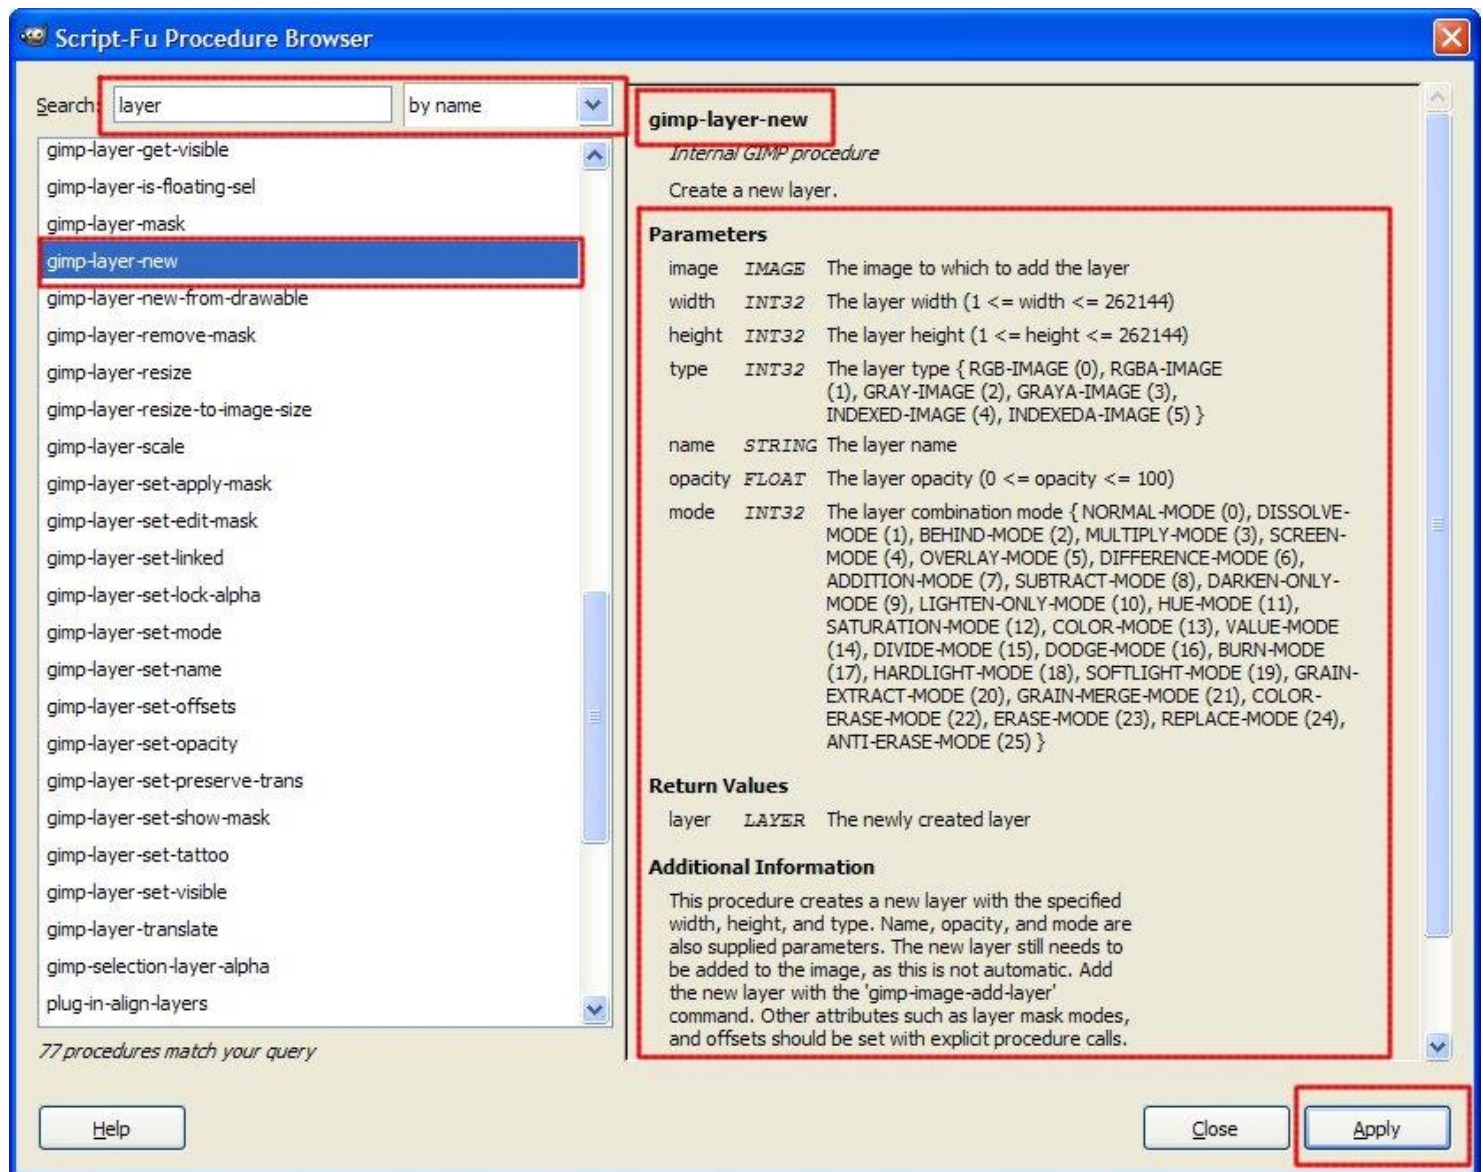 Script-Fu Procedure Browser
Search: layer by name
gimp-layer-get-visible
gimp-layer-is-floating-sel
gimp-layer-mask
gimp-layer-new
gimp-layer-new-from-drawable
gimp-layer-remove-mask
gimp-layer-resize
gimp-layer-resize-to-image-size
gimp-layer-scale
gimp-layer-set-apply-mask
gimp-layer-set-edit-mask
gimp-layer-set-linked
gimp-layer-set-lock-alpha
gimp-layer-set-mode
gimp-layer-set-name
gimp-layer-set-offsets
gimp-layer-set-opacity
gimp-layer-set-preserve-trans
gimp-layer-set-show-mask
gimp-layer-set-tattoo
gimp-layer-set-visible
gimp-layer-translate
gimp-selection-layer-alpha
plug-in-align-layers
77 procedures match your query
gimp-layer-new
Internal GIMP procedure
Create a new layer.
Parameters
image IMAGE The image to which to add the layer
width INT32 The layer width (1 <= width <= 262144)
height INT32 The layer height (1 <= height <= 262144)
type INT32 The layer type { RGB-IMAGE (0), RGBA-IMAGE
(1), GRAY-IMAGE (2), GRAYA-IMAGE (3),
INDEXED-IMAGE (4), INDEXEDA-IMAGE (5) }
name STRING The layer name
opacity FLOAT The layer opacity (0 <= opacity <= 100)
mode INT32 The layer combination mode { NORMAL-MODE (0), DISSOLVE-
MODE (1), BEHIND-MODE (2), MULTIPLY-MODE (3), SCREEN-
MODE (4), OVERLAY-MODE (5), DIFFERENCE-MODE (6),
ADDITION-MODE (7), SUBTRACT-MODE (8), DARKEN-ONLY-
MODE (9), LIGHTEN-ONLY-MODE (10), HUE-MODE (11),
SATURATION-MODE (12), COLOR-MODE (13), VALUE-MODE
(14), DIVIDE-MODE (15), DODGE-MODE (16), BURN-MODE
(17), HARDLIGHT-MODE (18), SOFTLIGHT-MODE (19), GRAIN-
EXTRACT-MODE (20), GRAIN-MERGE-MODE (21), COLOR-
ERASE-MODE (22), ERASE-MODE (23), REPLACE-MODE (24),
ANTI-ERASE-MODE (25) }
Return Values
layer LAYER The newly created layer
Additional Information
This procedure creates a new layer with the specified
width, height, and type. Name, opacity, and mode are
also supplied parameters. The new layer still needs to
be added to the image, as this is not automatic. Add
the new layer with the 'gimp-image-add-layer'
command. Other attributes such as layer mask modes,
and offsets should be set with explicit procedure calls.
Help Close Apply